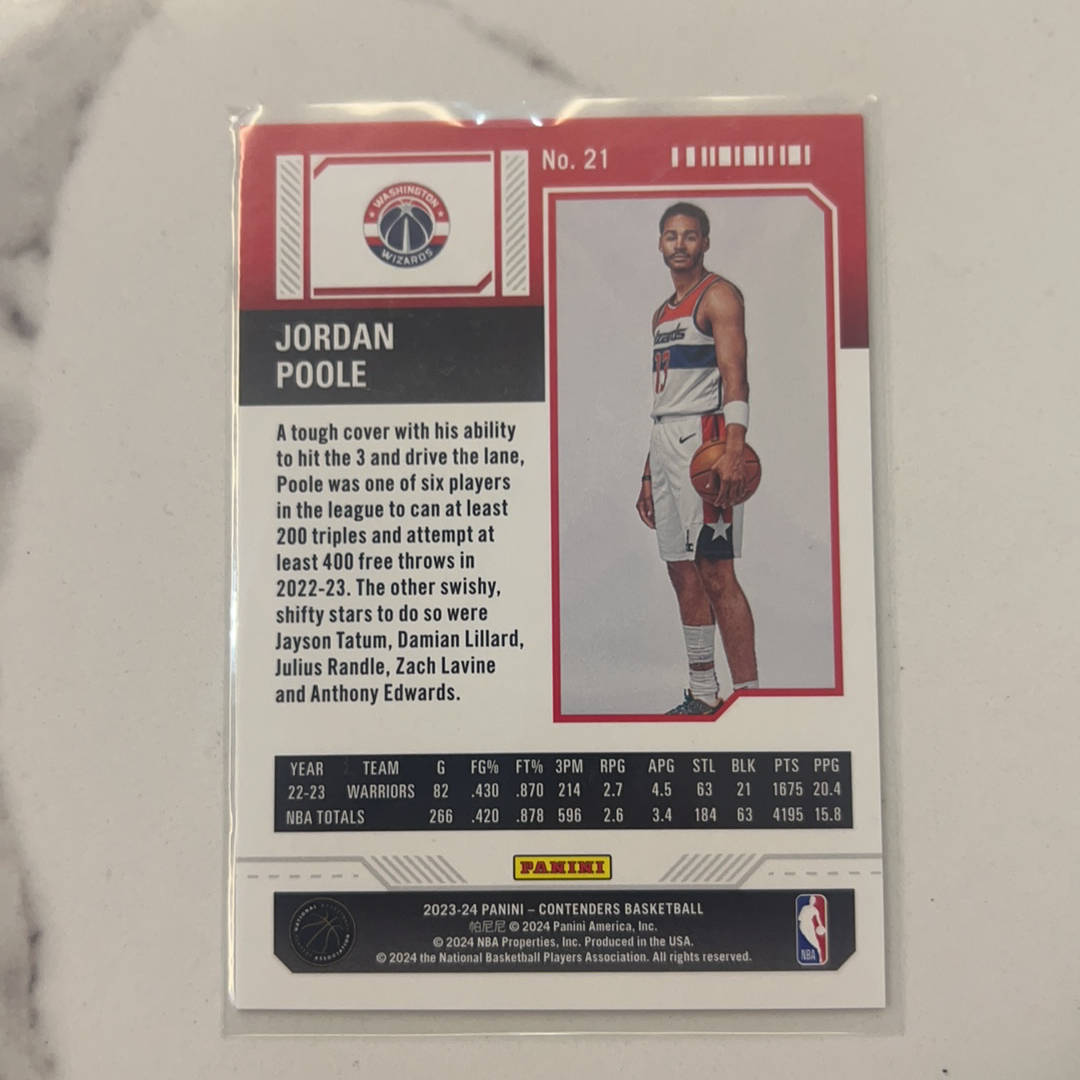 No. 21
WASHINGTON
WIZARDS
JORDAN
POOLE
A tough cover with his ability
to hit the 3 and drive the lane,
Poole was one of six players
in the league to can at least
200 triples and attempt at
least 400 free throws in
2022-23. The other swishy,
shifty stars to do so were
Jayson Tatum, Damian Lillard,
Julius Randle, Zach Lavine
and Anthony Edwards.
13
YEAR TEAM G FG% FT% 3PM RPG APG STL BLK PTS PPG
22-23 WARRIORS 82 .430 .870 214 2.7 4.5 63 21 1675 20.4
NBA TOTALS 266 .420 .878 596 2.6 3.4 184 63 4195 15.8
PANINI
2023-24 PANINI – CONTENDERS BASKETBALL
帕尼尼 © 2024 Panini America, Inc.
© 2024 NBA Properties, Inc. Produced in the USA.
© 2024 the National Basketball Players Association. All rights reserved.
NBA